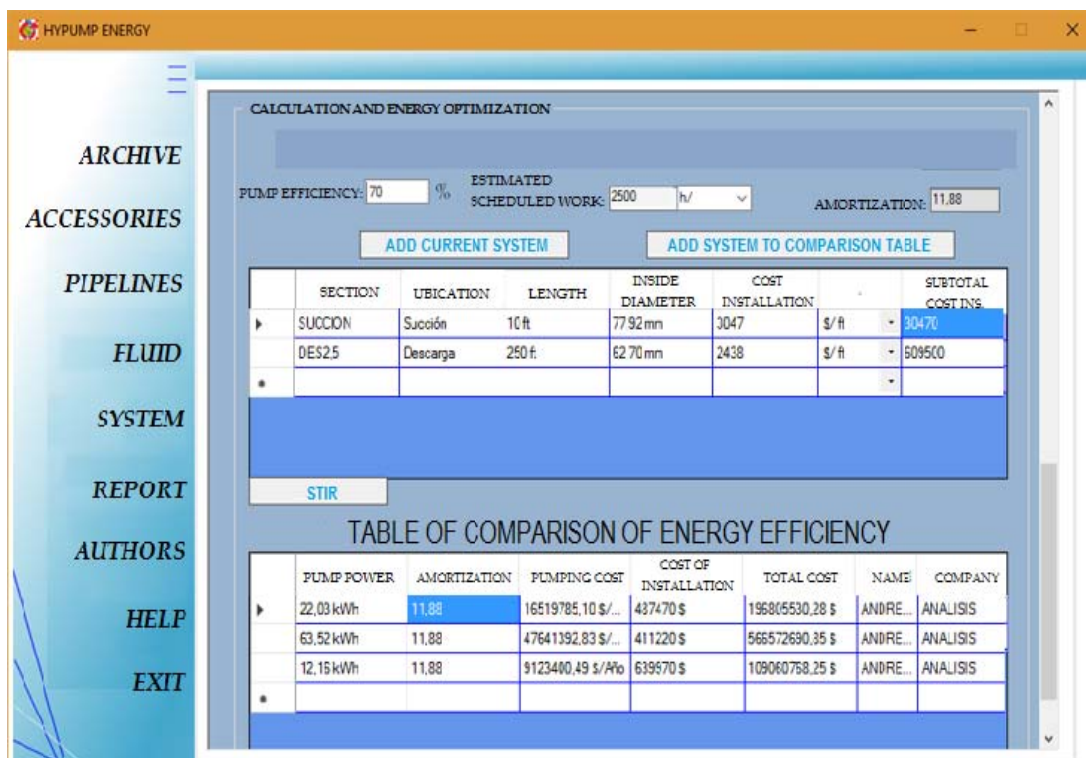 HYPUMP ENERGY
ARCHIVE
ACCESSORIES
PIPELINES
FLUID
SYSTEM
REPORT
AUTHORS
HELP
EXIT
CALCULATION AND ENERGY OPTIMIZATION
PUMP EFFICIENCY: 70 % ESTIMATED SCHEDULED WORK: 2500 h/ AMORTIZATION: 11,88
ADD CURRENT SYSTEM ADD SYSTEM TO COMPARISON TABLE
SECTION UBICATION LENGTH INSIDE DIAMETER COST INSTALLATION SUBTOTAL COST INS.
SUCCION Succión 10 ft 77.92 mm 3047 $/ft 30470
DES2,5 Descarga 250 ft 62.70 mm 2438 $/ft 609500
STIR
TABLE OF COMPARISON OF ENERGY EFFICIENCY
PUMP POWER AMORTIZATION PUMPING COST COST OF INSTALLATION TOTAL COST NAME COMPANY
22,03 kWh 11,88 16519785,10 $/... 437470 $ 196805530,28 $ ANDRE... ANALISIS
63,52 kWh 11,88 47641392,83 $/... 411220 $ 566572690,35 $ ANDRE... ANALISIS
12,16 kWh 11,88 9123400,49 $/Año 639970 $ 109060758,25 $ ANDRE... ANALISIS